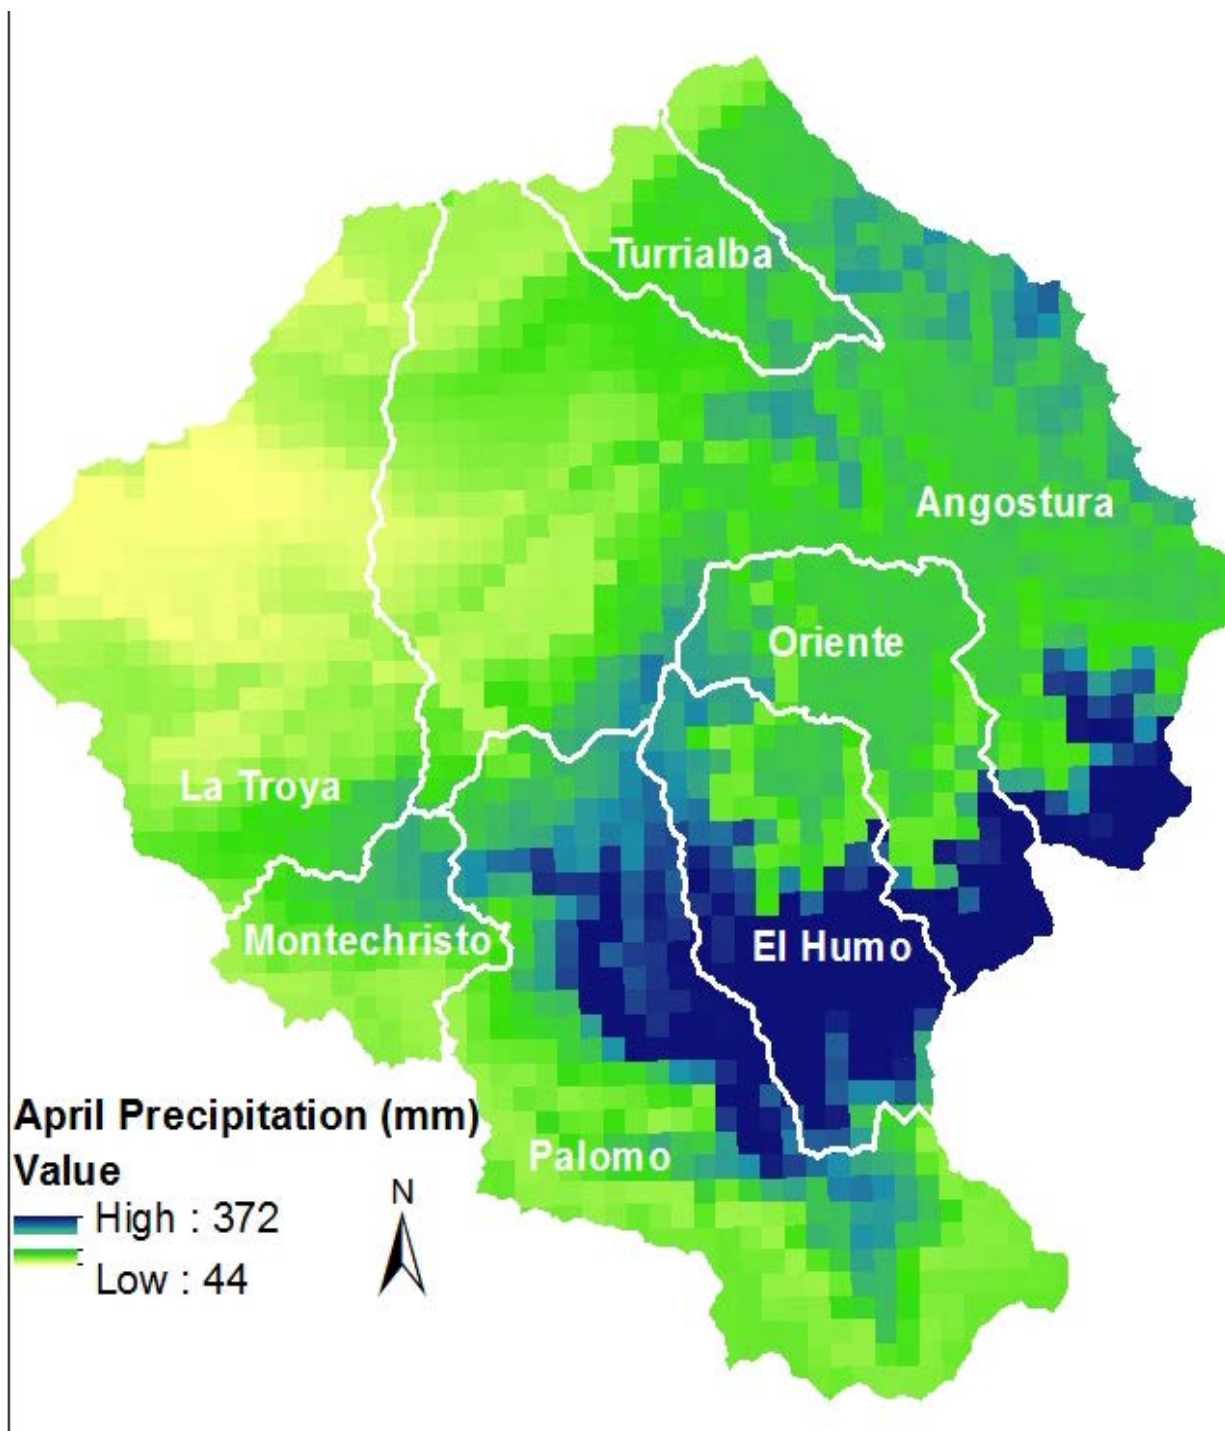 Turrialba
Angostura
Oriente
La Troya
Montechristo
El Humo
April Precipitation (mm)
Value
Palomo
N
High : 372
Low : 44